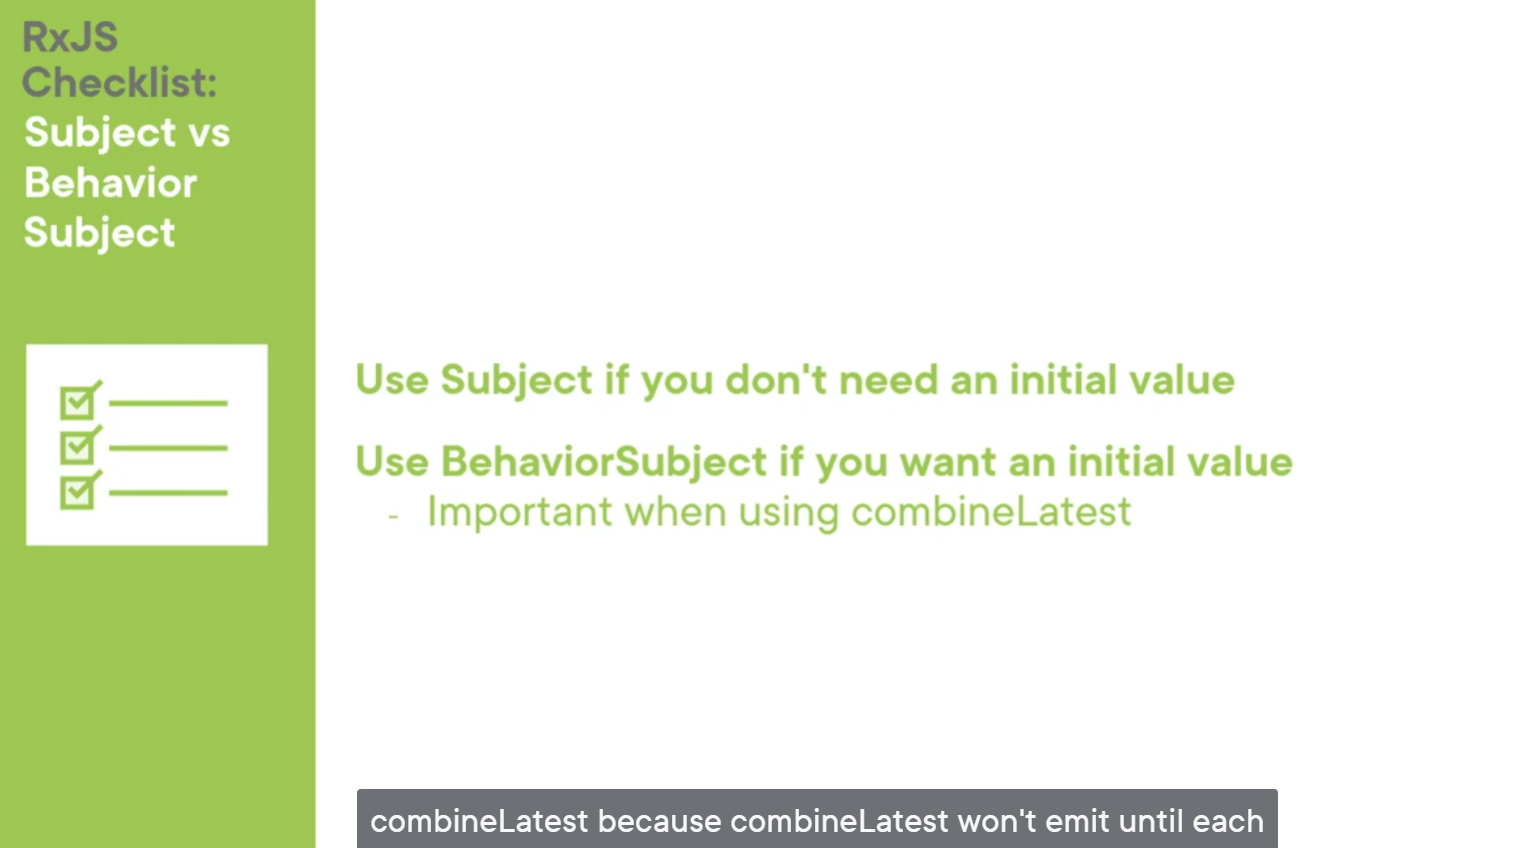 RxJS
Checklist:
Subject vs
Behavior
Subject
Use Subject if you don't need an initial value
Use BehaviorSubject if you want an initial value
- Important when using combineLatest
combineLatest because combineLatest won't emit until each